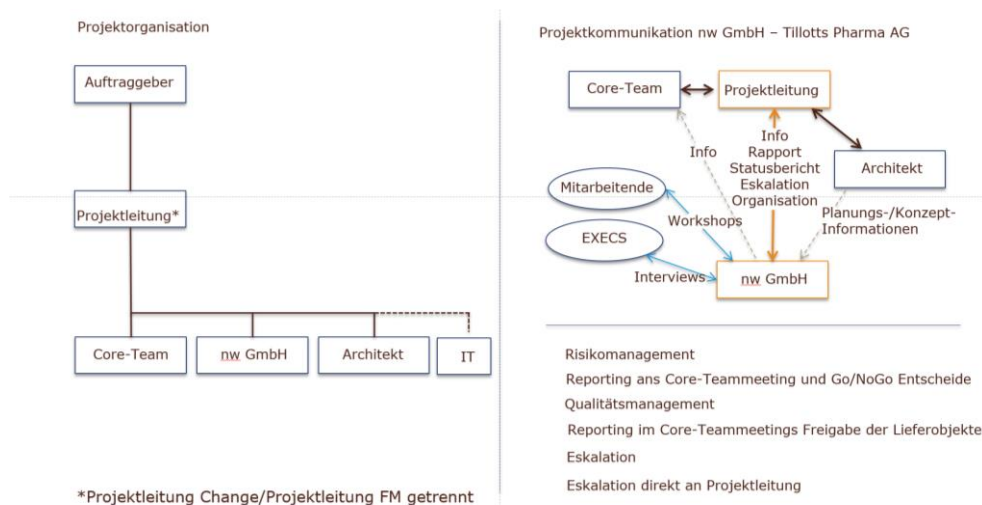 Projektorganisation
Auftraggeber
Projektleitung*
Core-Team
nw GmbH
Architekt
IT
*Projektleitung Change/Projektleitung FM getrennt
Projektkommunikation nw GmbH – Tillotts Pharma AG
Core-Team
Projektleitung
Info
Info
Rapport
Statusbericht
Eskalation
Organisation
Architekt
Mitarbeitende
Workshops
Planungs-/Konzept-
Informationen
EXECS
Interviews
nw GmbH
Risikomanagement
Reporting ans Core-Teammeeting und Go/NoGo Entscheide
Qualitätsmanagement
Reporting im Core-Teammeetings Freigabe der Lieferobjekte
Eskalation
Eskalation direkt an Projektleitung